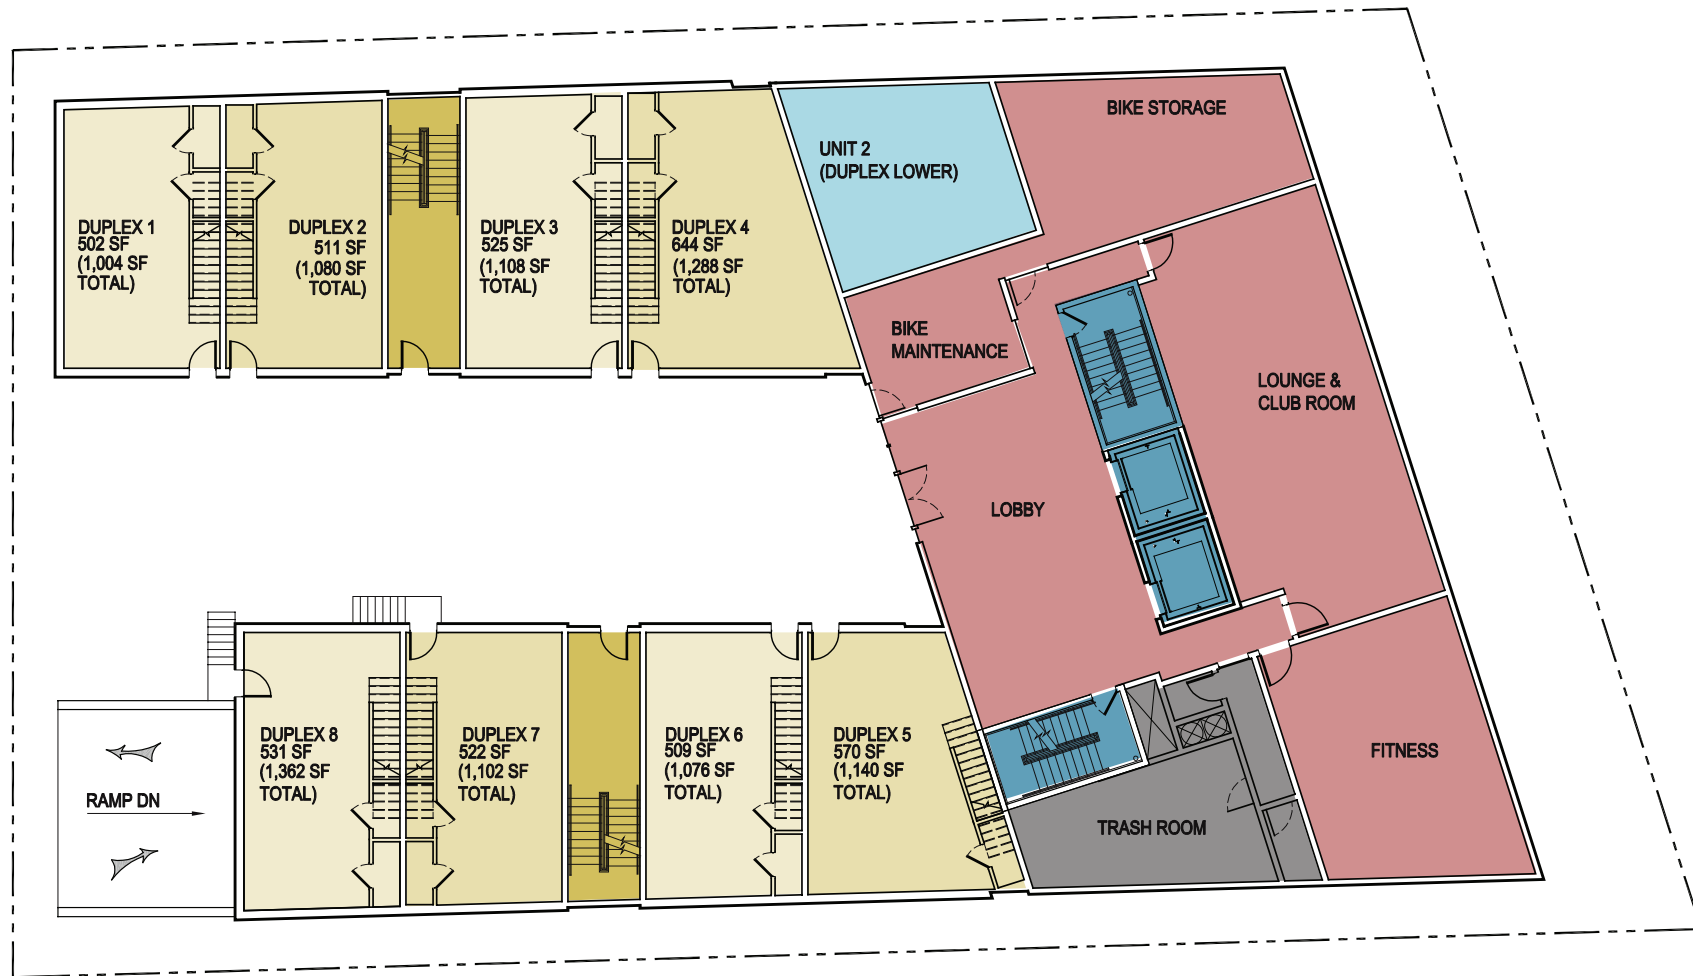 BIKE STORAGE
UNIT 2
(DUPLEX LOWER)
DUPLEX 1
502 SF
(1,004 SF
TOTAL)
DUPLEX 2
511 SF
(1,080 SF
TOTAL)
DUPLEX 3
525 SF
(1,108 SF
TOTAL)
DUPLEX 4
644 SF
(1,288 SF
TOTAL)
BIKE
MAINTENANCE
LOUNGE &
CLUB ROOM
LOBBY
DUPLEX 8
531 SF
(1,362 SF
TOTAL)
DUPLEX 7
522 SF
(1,102 SF
TOTAL)
DUPLEX 6
509 SF
(1,076 SF
TOTAL)
DUPLEX 5
570 SF
(1,140 SF
TOTAL)
FITNESS
RAMP DN
TRASH ROOM